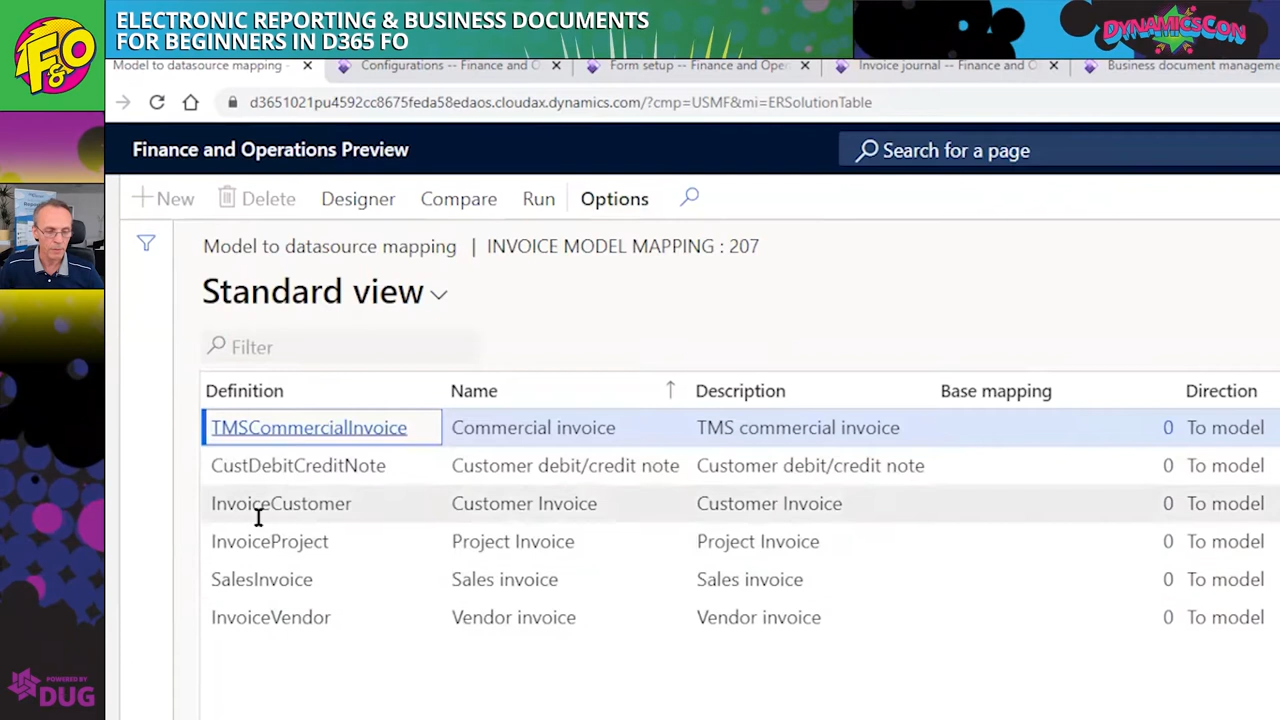 F&O
ELECTRONIC REPORTING & BUSINESS DOCUMENTS
FOR BEGINNERS IN D365 FO
DYNAMICSCON
Model to datasource mapping -
Configurations -- Finance and O
Form setup -- Finance and Ope
Invoice journal -- Finance and O
Business document manageme
d3651021pu4592cc8675feda58edaos.cloudax.dynamics.com/?cmp=USMF&mi=ERSolutionTable
Finance and Operations Preview
Search for a page
New Delete Designer Compare Run Options
Model to datasource mapping | INVOICE MODEL MAPPING : 207
Standard view
Filter
Definition Name Description Base mapping Direction
TMSCommercialInvoice Commercial invoice TMS commercial invoice 0 To model
CustDebitCreditNote Customer debit/credit note Customer debit/credit note 0 To model
InvoiceCustomer Customer Invoice Customer Invoice 0 To model
InvoiceProject Project Invoice Project Invoice 0 To model
SalesInvoice Sales invoice Sales invoice 0 To model
InvoiceVendor Vendor invoice Vendor invoice 0 To model
POWERED BY
DUG